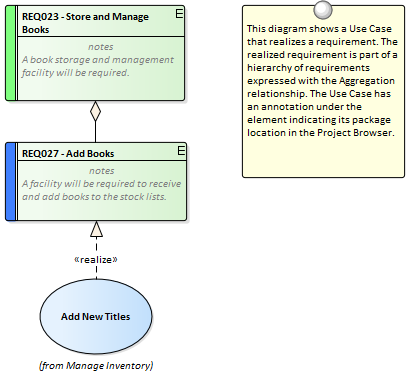 REQ023 - Store and Manage
Books
E
notes
A book storage and management
facility will be required.
REQ027 - Add Books
E
notes
A facility will be required to receive
and add books to the stock lists.
«realize»
Add New Titles
(from Manage Inventory)
This diagram shows a Use Case
that realizes a requirement. The
realized requirement is part of a
hierarchy of requirements
expressed with the Aggregation
relationship. The Use Case has
an annotation under the
element indicating its package
location in the Project Browser.